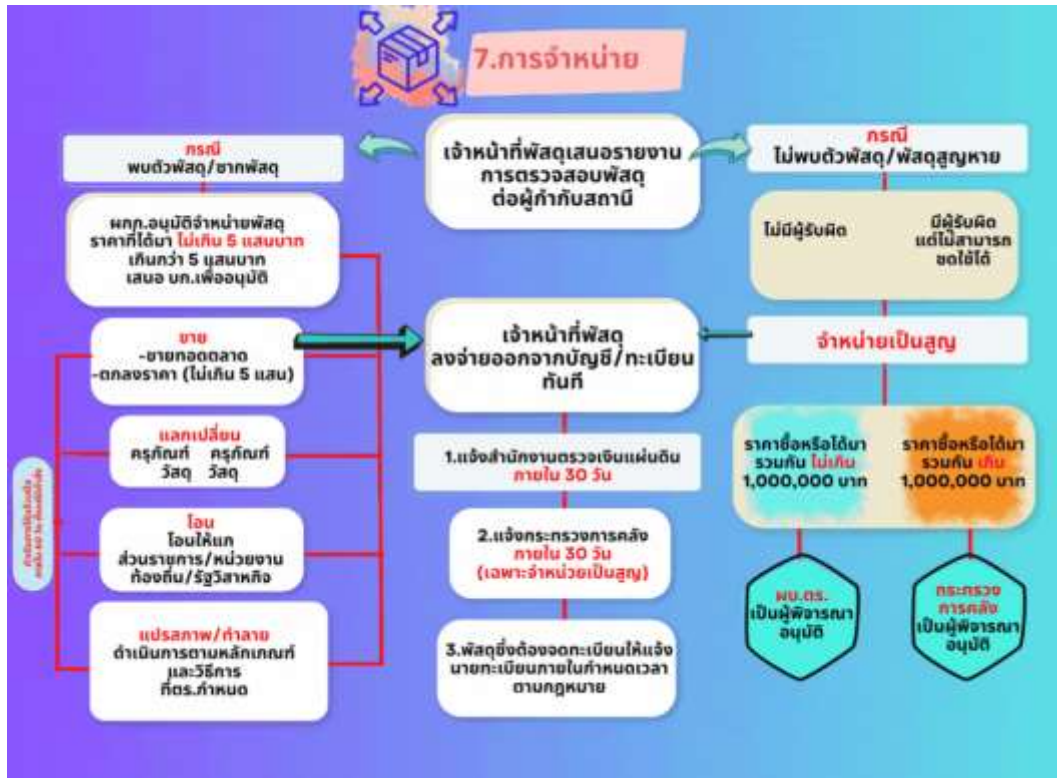 7.การจำหน่าย
เจ้าหน้าที่พัสดุเสนอรายงาน
การตรวจสอบพัสดุ
ต่อผู้กำกับสถานี
กรณี
พบตัวพัสดุ/ซากพัสดุ
ผกก.อนุมัติจำหน่ายพัสดุ
ราคาที่ได้มา ไม่เกิน 5 แสนบาท
เกินกว่า 5 แสนบาท
เสนอ บก.เพื่ออนุมัติ
ขาย
-ขายทอดตลาด
-ตกลงราคา (ไม่เกิน 5 แสน)
แลกเปลี่ยน
ครุภัณฑ์ ครุภัณฑ์
วัสดุ วัสดุ
โอน
โอนให้แก
ส่วนราชการ/หน่วยงาน
ท้องถิ่น/รัฐวิสาหกิจ
แปรสภาพ/ทำลาย
ดำเนินการตามหลักเกณฑ์
และวิธีการ
ที่ตร.กำหนด
เจ้าหน้าที่พัสดุ
ลงจ่ายออกจากบัญชี/ทะเบียน
ทันที
1.แจ้งสำนักงานตรวจเงินแผ่นดิน
ภายใน 30 วัน
2.แจ้งกระทรวงการคลัง
ภายใน 30 วัน
(เฉพาะจำหน่วยเป็นสูญ)
3.พัสดุซึ่งต้องจดทะเบียนให้แจ้ง
นายทะเบียนภายในกำหนดเวลา
ตามกฎหมาย
กรณี
ไม่พบตัวพัสดุ/พัสดุสูญหาย
ไม่มีผู้รับผิด
มีผู้รับผิด
แต่ไม่สามารถ
ชดใช้ได้
จำหน่ายเป็นสูญ
ราคาซื้อหรือได้มา
รวมกัน ไม่เกิน
1,000,000 บาท
ราคาซื้อหรือได้มา
รวมกัน เกิน
1,000,000 บาท
ผบ.ตร.
เป็นผู้พิจารณา
อนุมัติ
กระทรวง
การคลัง
เป็นผู้พิจารณา
อนุมัติ